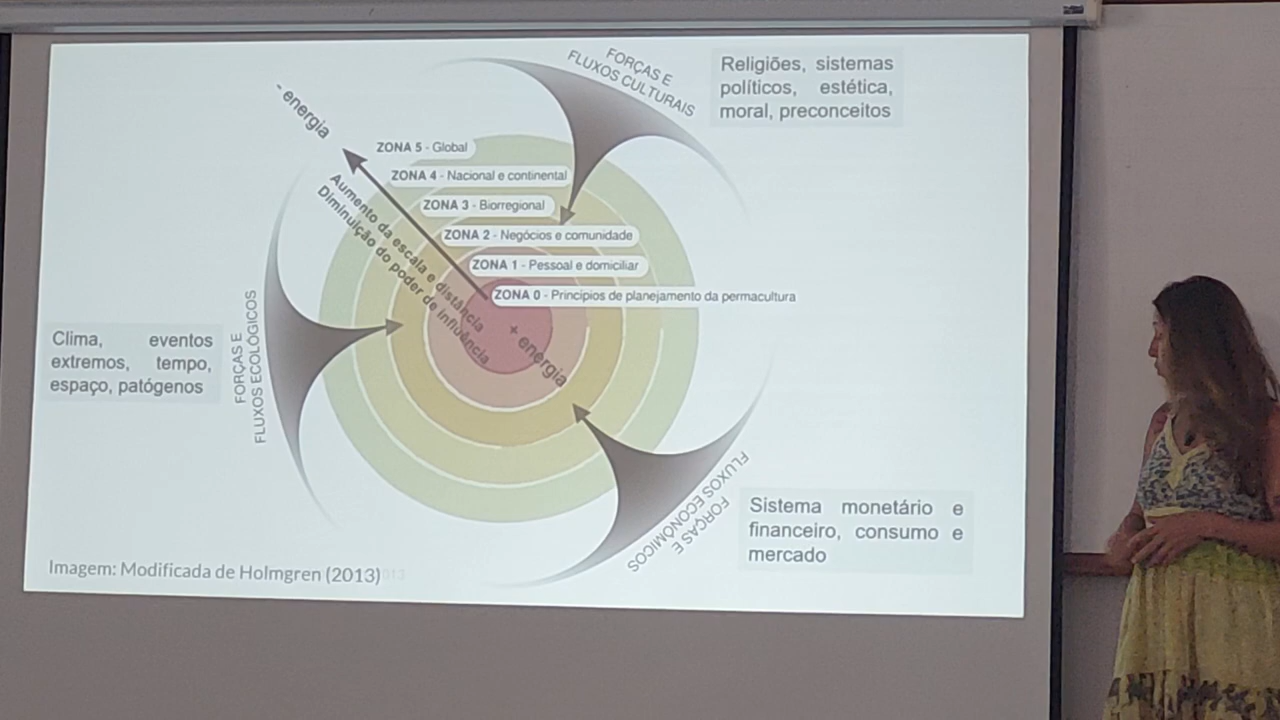 FORÇAS E
FLUXOS CULTURAIS
Religiões, sistemas
políticos, estética,
moral, preconceitos
- energia
ZONA 5 - Global
ZONA 4 - Nacional e continental
ZONA 3 - Biorregional
ZONA 2 - Negócios e comunidade
ZONA 1 - Pessoal e domiciliar
ZONA 0 - Princípios de planejamento da permacultura
Aumento da escala e distância
Diminuição do poder de influência
+ energia
Clima, eventos
extremos, tempo,
espaço, patógenos
FORÇAS E
FLUXOS ECOLÓGICOS
FORÇAS E
FLUXOS ECONÔMICOS
Sistema monetário e
financeiro, consumo e
mercado
Imagem: Modificada de Holmgren (2013)